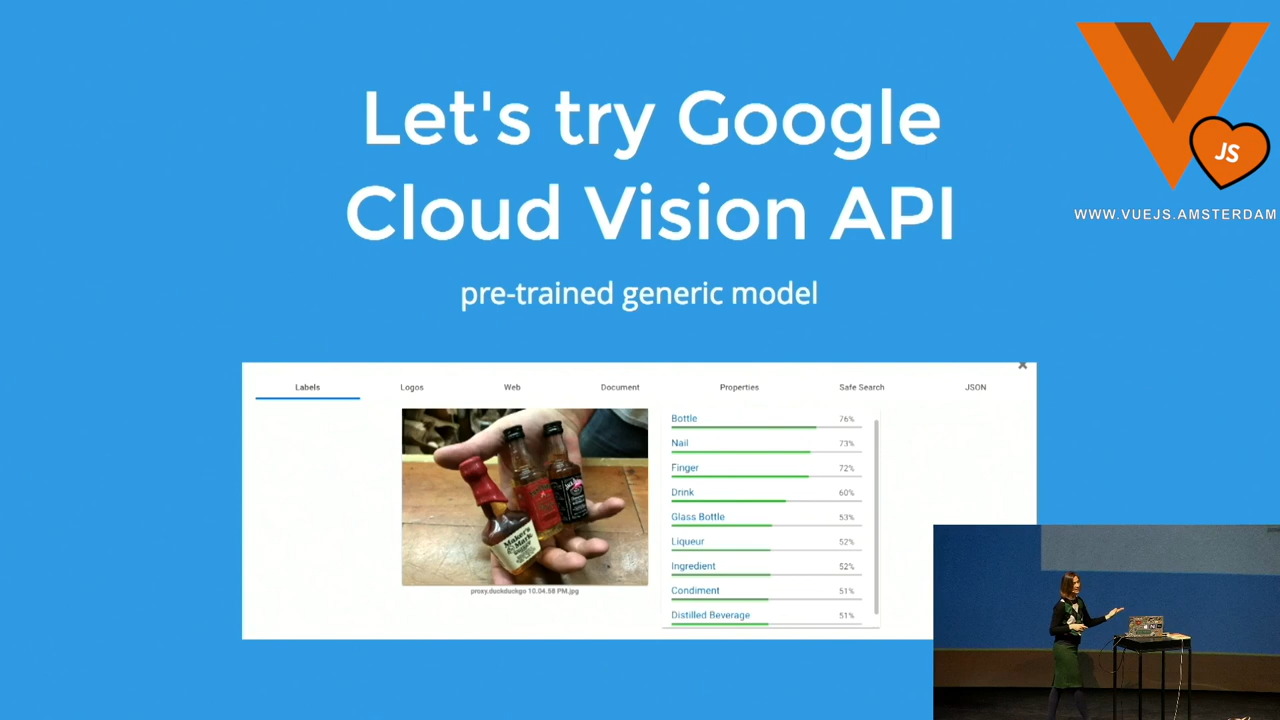 Let's try Google
Cloud Vision API
pre-trained generic model
JS
WWW.VUEJS.AMSTERDAM
Labels
Logos
Web
Document
Properties
Safe Search
JSON
Bottle 76%
Nail 73%
Finger 72%
Drink 60%
Glass Bottle 53%
Liqueur 52%
Ingredient 52%
Condiment 51%
Distilled Beverage 51%
Maker's
Mark
proxy.duckduckgo 10.04.58 PM.jpg